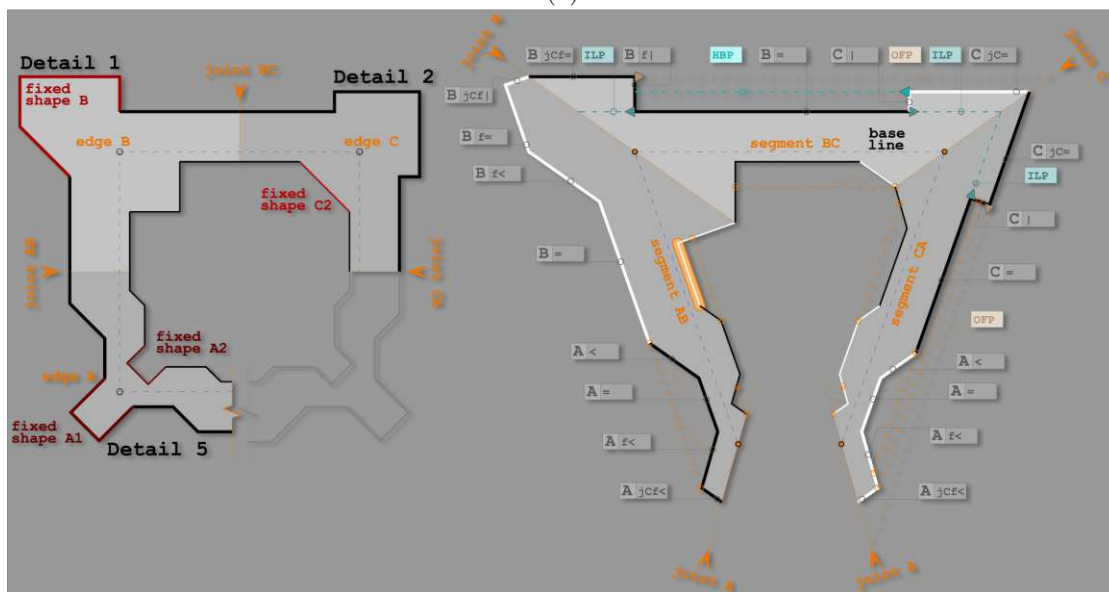 Detail 1
fixed
shape B
joint BC
Detail 2
edge B
edge C
fixed
shape C2
joint AB
fixed
shape A2
fixed
shape A1
Detail 5
joint B
B jCf=
ILP
B f|
HBP
B =
C |
OFP
ILP
C jC=
B jCf|
B f=
B f<
B =
base
line
segment BC
C jC=
ILP
C |
segment AB
segment CA
C =
OFP
A <
A =
A f<
A jCf<
A <
A =
A f<
A jCf<